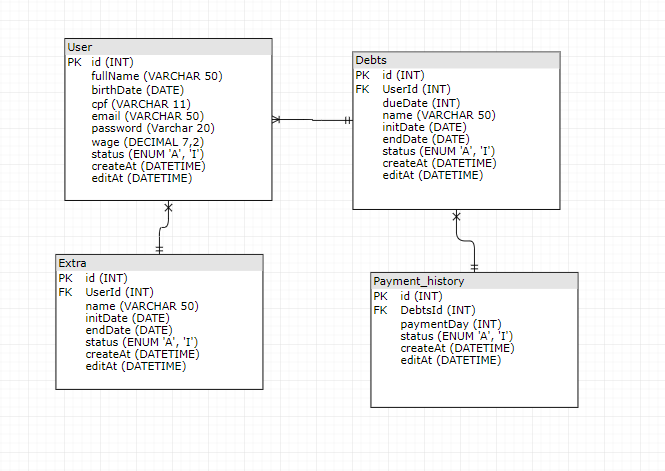 User
PK id (INT)
fullName (VARCHAR 50)
birthDate (DATE)
cpf (VARCHAR 11)
email (VARCHAR 50)
password (Varchar 20)
wage (DECIMAL 7,2)
status (ENUM 'A', 'I')
createAt (DATETIME)
editAt (DATETIME)
Debts
PK id (INT)
FK UserId (INT)
dueDate (INT)
name (VARCHAR 50)
initDate (DATE)
endDate (DATE)
status (ENUM 'A', 'I')
createAt (DATETIME)
editAt (DATETIME)
Extra
PK id (INT)
FK UserId (INT)
name (VARCHAR 50)
initDate (DATE)
endDate (DATE)
status (ENUM 'A', 'I')
createAt (DATETIME)
editAt (DATETIME)
Payment_history
PK id (INT)
FK DebtsId (INT)
paymentDay (INT)
status (ENUM 'A', 'I')
createAt (DATETIME)
editAt (DATETIME)